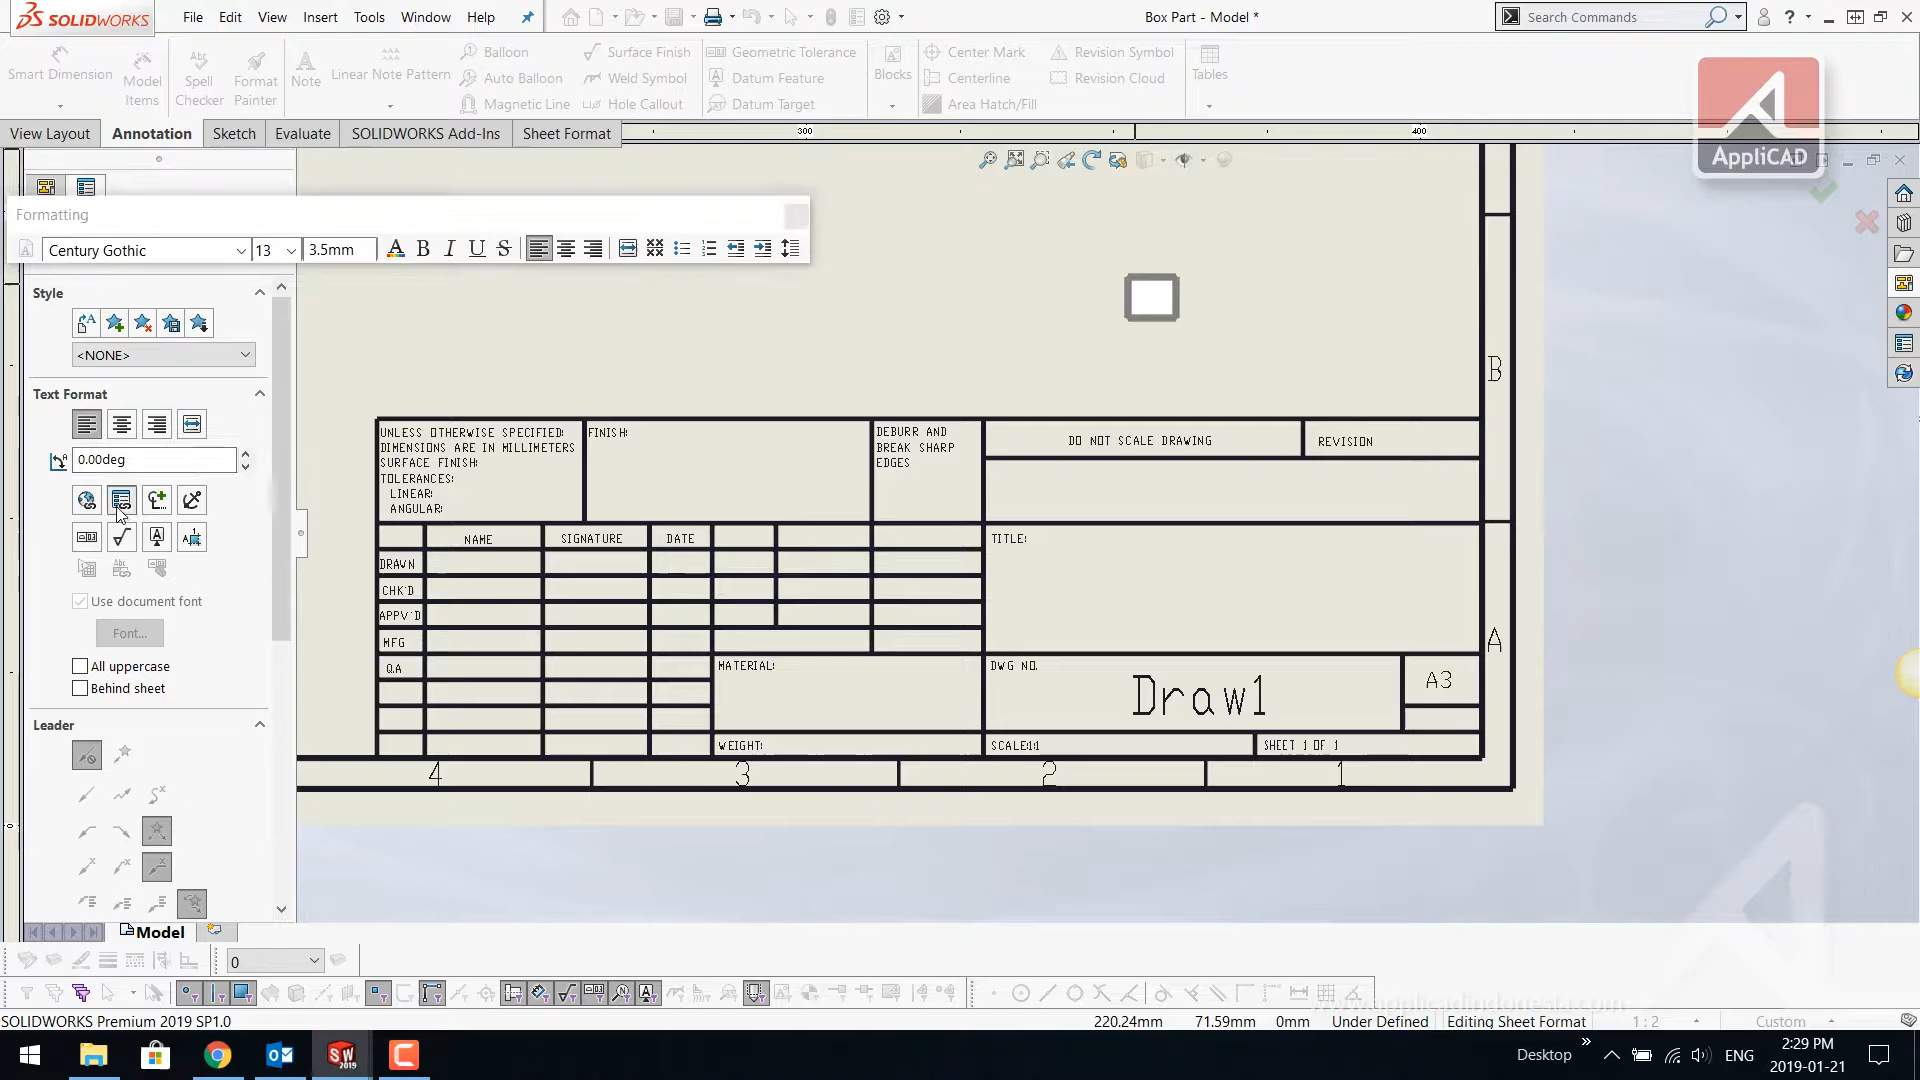 SOLIDWORKS
File Edit View Insert Tools Window Help
Box Part - Model *
Search Commands
Smart Dimension
Model Items
Spell Checker
Format Painter
Note
Linear Note Pattern
Balloon
Auto Balloon
Magnetic Line
Surface Finish
Weld Symbol
Hole Callout
Geometric Tolerance
Datum Feature
Datum Target
Blocks
Center Mark
Centerline
Area Hatch/Fill
Revision Symbol
Revision Cloud
Tables
AppliCAD
View Layout Annotation Sketch Evaluate SOLIDWORKS Add-Ins Sheet Format
300 400
Formatting
Century Gothic 13 3.5mm
Style
<NONE>
Text Format
0.00deg
Use document font
Font...
All uppercase
Behind sheet
Leader
UNLESS OTHERWISE SPECIFIED:
DIMENSIONS ARE IN MILLIMETERS
SURFACE FINISH:
TOLERANCES:
LINEAR:
ANGULAR:
FINISH:
DEBURR AND
BREAK SHARP
EDGES
DO NOT SCALE DRAWING
REVISION
NAME SIGNATURE DATE
DRAWN
CHK'D
APPV'D
MFG
Q.A
TITLE:
MATERIAL:
DWG NO.
Draw1
A3
WEIGHT:
SCALE:1:1
SHEET 1 OF 1
B
A
4 3 2 1
Model
0
www.applicadindonesia.com
SOLIDWORKS Premium 2019 SP1.0
220.24mm 71.59mm 0mm Under Defined Editing Sheet Format 1 : 2 Custom
Desktop ENG
2:29 PM
2019-01-21